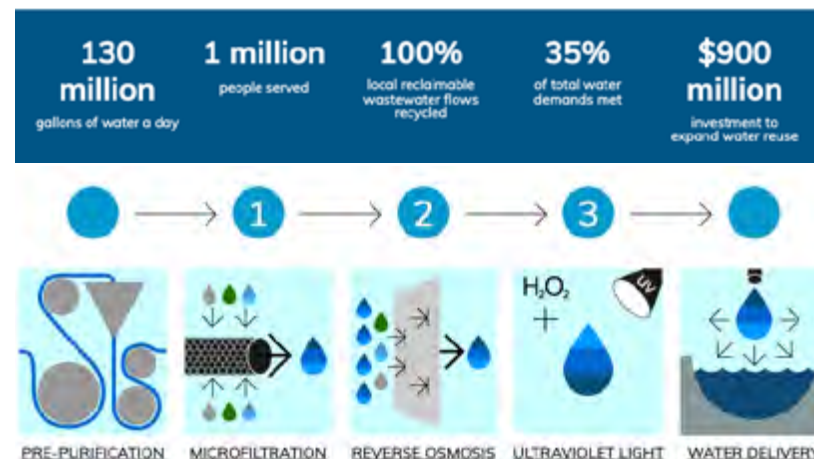 130
million
gallons of water a day
1 million
people served
100%
local reclaimable
wastewater flows
recycled
35%
of total water
demands met
$900
million
investment to
expand water reuse
1
2
3
H₂O₂
+
UV
PRE-PURIFICATION
MICROFILTRATION
REVERSE OSMOSIS
ULTRAVIOLET LIGHT
WATER DELIVERY